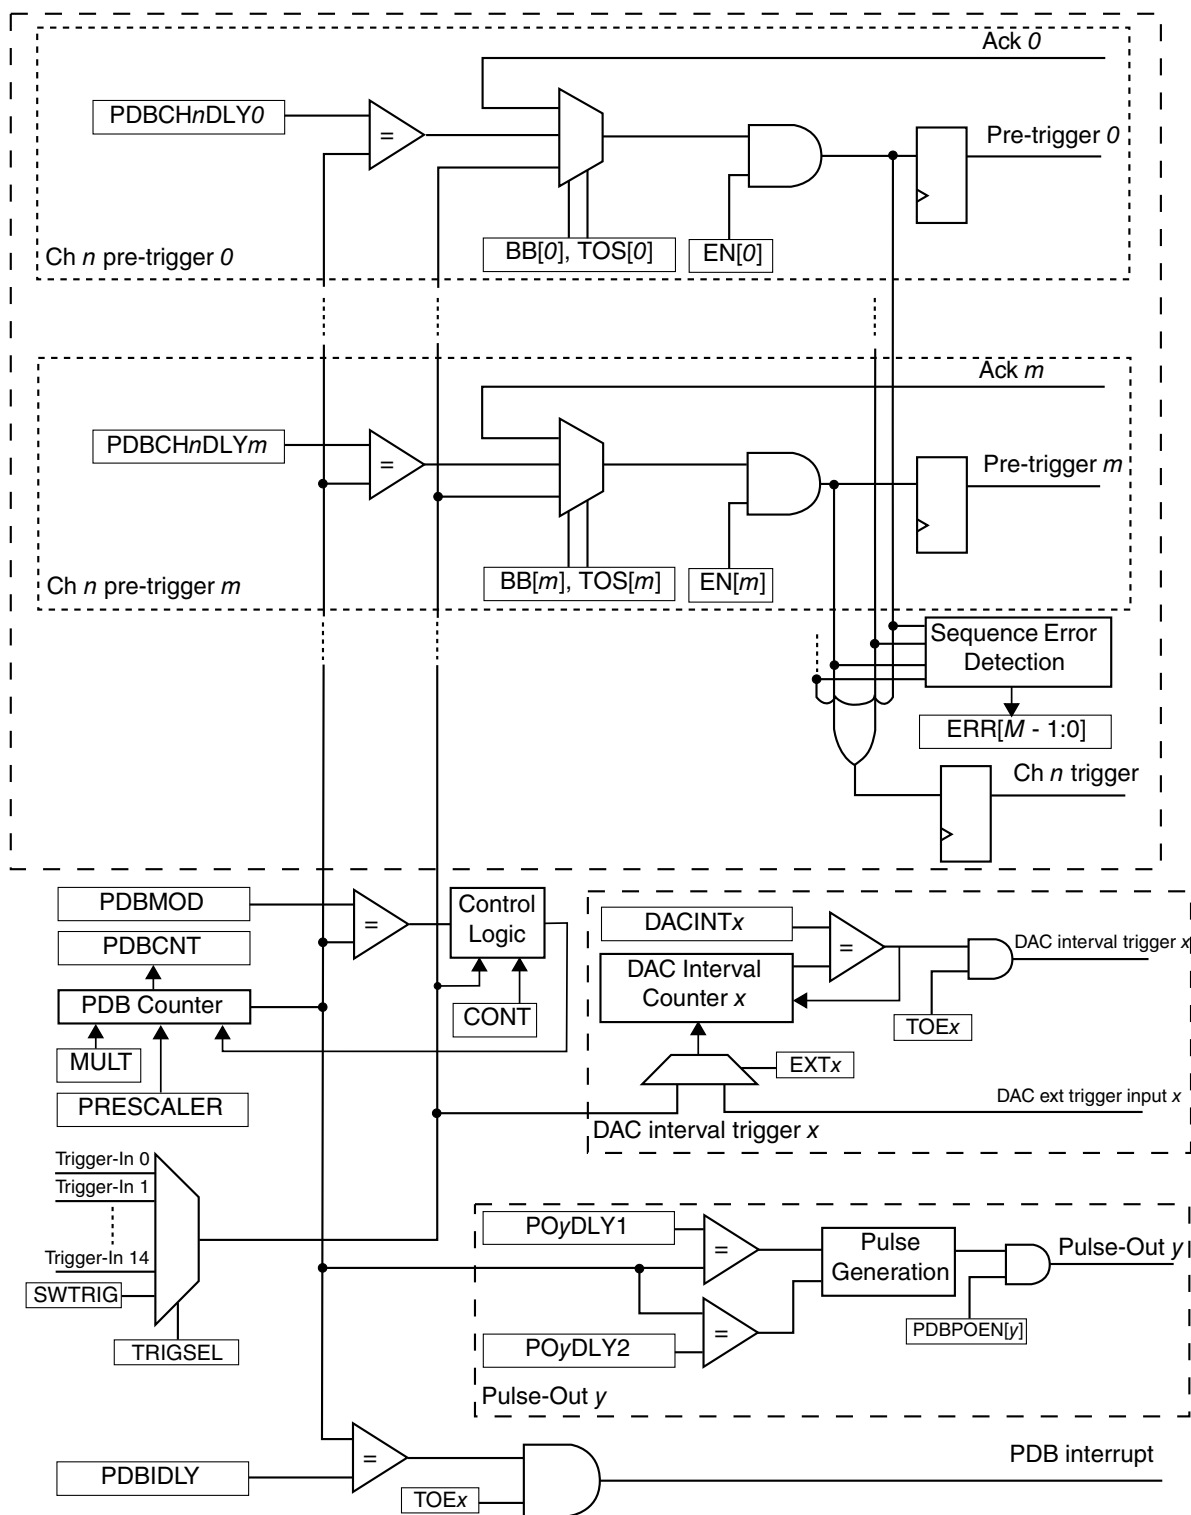 Ack 0
PDBCHnDLY0
=
Pre-trigger 0
BB[0], TOS[0]
EN[0]
Ch n pre-trigger 0
Ack m
PDBCHnDLYm
=
Pre-trigger m
BB[m], TOS[m]
EN[m]
Ch n pre-trigger m
Sequence Error
Detection
ERR[M - 1:0]
Ch n trigger
PDBMOD
=
Control
Logic
PDBCNT
PDB Counter
CONT
MULT
PRESCALER
DACINTx
=
DAC interval trigger x
DAC Interval
Counter x
TOEx
EXTx
DAC ext trigger input x
DAC interval trigger x
Trigger-In 0
Trigger-In 1
Trigger-In 14
SWTRIG
TRIGSEL
POyDLY1
=
Pulse
Generation
Pulse-Out y
PDBPOEN[y]
=
POyDLY2
Pulse-Out y
PDBIDLY
=
TOEx
PDB interrupt